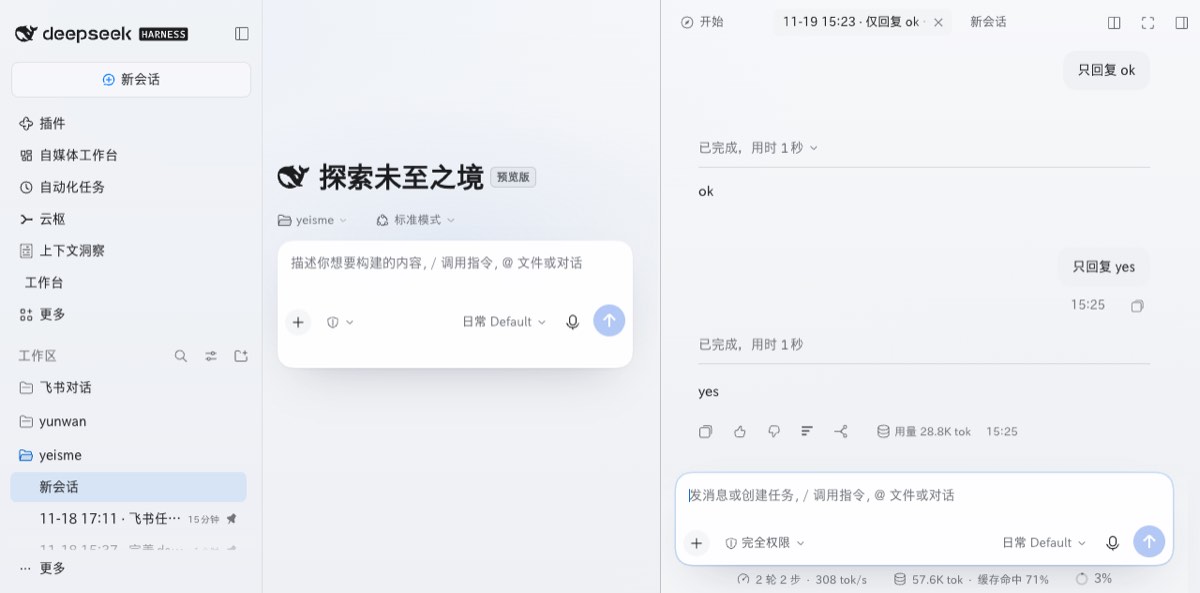 deepseek HARNESS
新会话
插件
自媒体工作台
自动化任务
云枢
上下文洞察
工作台
更多
工作区
飞书对话
yunwan
yeisme
新会话
11-18 17:11 · 飞书任… 15分钟
更多
探索未至之境 预览版
yeisme 标准模式
描述你想要构建的内容, / 调用指令, @ 文件或对话
日常 Default
开始 11-19 15:23 · 仅回复 ok 新会话
只回复 ok
已完成，用时 1 秒
ok
只回复 yes
15:25
已完成，用时 1 秒
yes
用量 28.8K tok 15:25
发消息或创建任务, / 调用指令, @ 文件或对话
完全权限 日常 Default
2 轮 2 步 · 308 tok/s 57.6K tok · 缓存命中 71% 3%